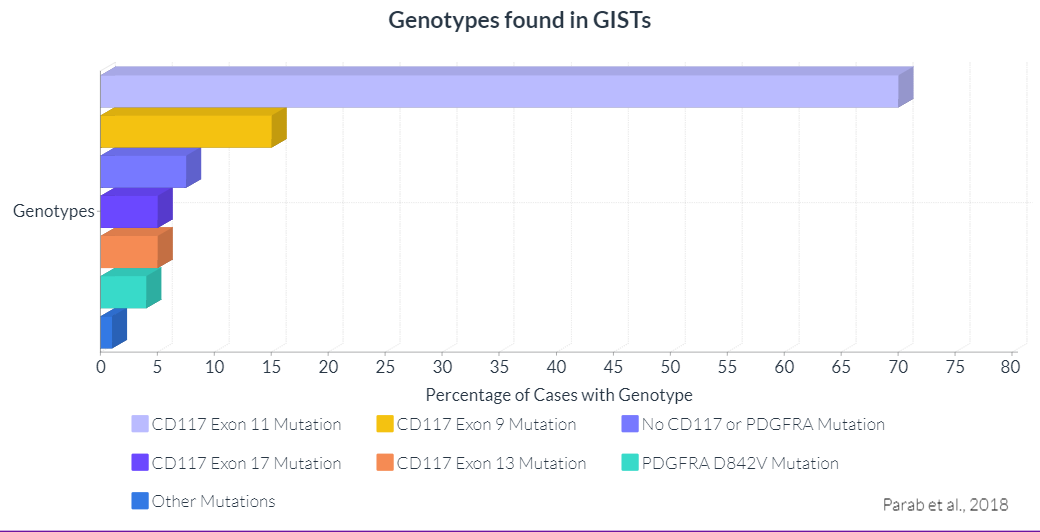 Genotypes found in GISTs
Genotypes
0 5 10 15 20 25 30 35 40 45 50 55 60 65 70 75 80
Percentage of Cases with Genotype
CD117 Exon 11 Mutation CD117 Exon 9 Mutation No CD117 or PDGFRA Mutation
CD117 Exon 17 Mutation CD117 Exon 13 Mutation PDGFRA D842V Mutation
Other Mutations
Parab et al., 2018